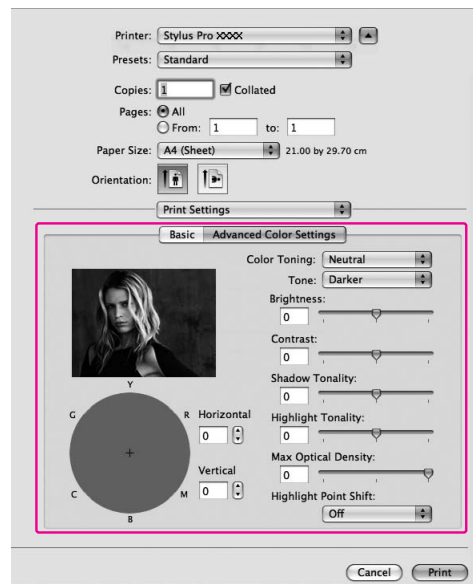 Printer: Stylus Pro XXXX
Presets: Standard
Copies: 1 Collated
Pages: All
From: 1 to: 1
Paper Size: A4 (Sheet) 21.00 by 29.70 cm
Orientation:
Print Settings
Basic Advanced Color Settings
Color Toning: Neutral
Tone: Darker
Brightness:
0
Contrast:
0
Shadow Tonality:
0
Highlight Tonality:
0
Max Optical Density:
0
Highlight Point Shift:
Off
Y
G R
C M
B
Horizontal
0
Vertical
0
Cancel Print